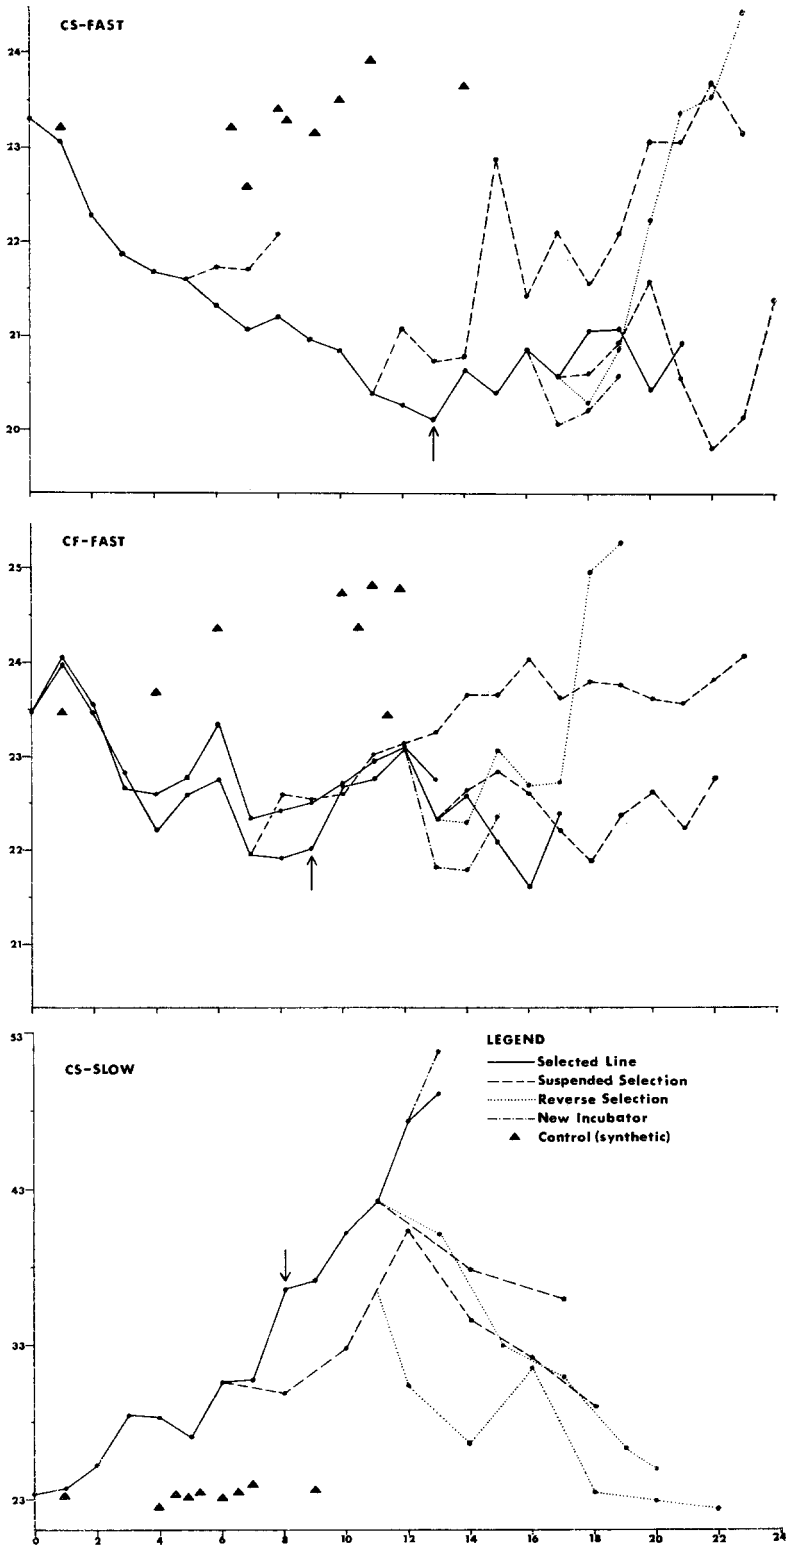 CS-FAST
24
23
22
21
20
CF-FAST
25
24
23
22
21
CS-SLOW
53
43
33
23
LEGEND
Selected Line
Suspended Selection
Reverse Selection
New Incubator
Control (synthetic)
0 2 4 6 8 10 12 14 16 18 20 22 24